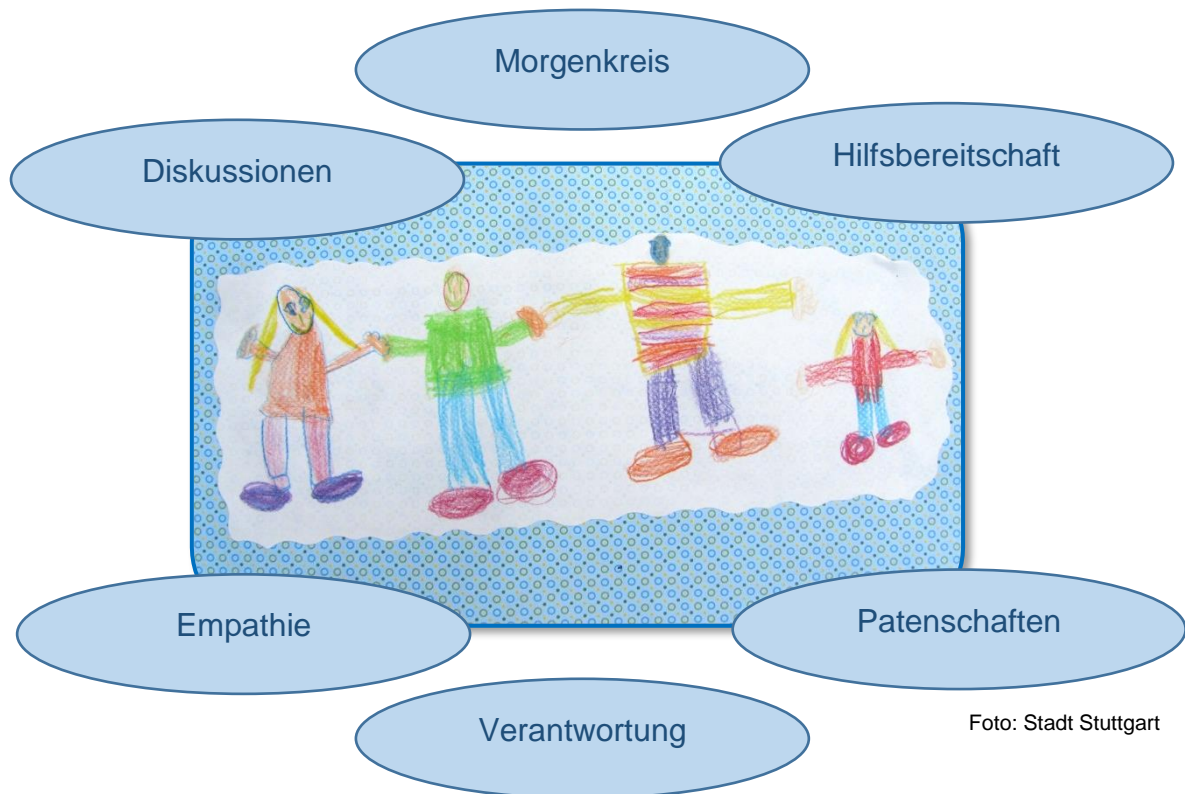 Morgenkreis
Diskussionen
Hilfsbereitschaft
Empathie
Patenschaften
Verantwortung
Foto: Stadt Stuttgart